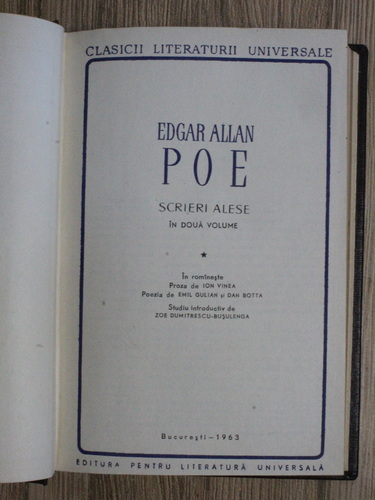 CLASICII LITERATURII UNIVERSALE
EDGAR ALLAN
POE
SCRIERI ALESE
ÎN DOUĂ VOLUME
★
În romînește
Proza de ION VINEA
Poezia de EMIL GULIAN și DAN BOTTA
Studiu introductiv de
ZOE DUMITRESCU-BUȘULENGA
București – 1963
EDITURA PENTRU LITERATURĂ UNIVERSALĂ